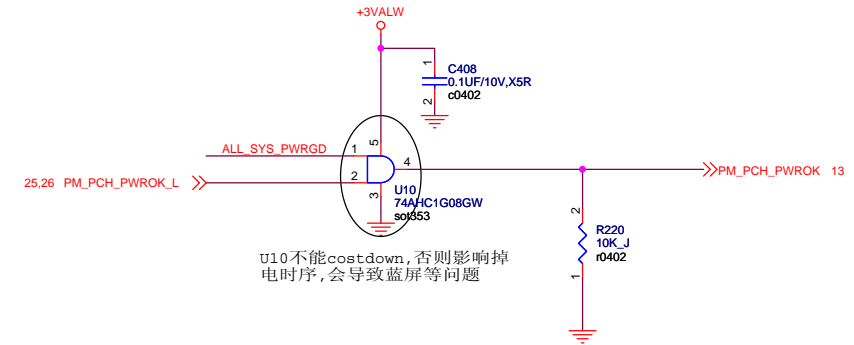 +3VALW
1
C408
0.1UF/10V,X5R
2
c0402
5
ALL_SYS_PWRGD
1
4
25,26 PM_PCH_PWROK_L
2
PM_PCH_PWROK 13
3
U10
74AHC1G08GW
sot353
2
R220
10K_J
r0402
1
U10不能costdown,否则影响掉
电时序,会导致蓝屏等问题